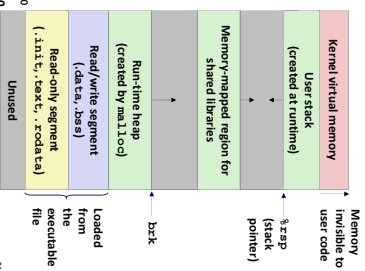 Kernel virtual memory
User stack
(created at runtime)
Memory-mapped region for
shared libraries
Run-time heap
(created by malloc)
Read/write segment
(.data, .bss)
Read-only segment
(.init, .text, .rodata)
Unused
Memory
invisible to
user code
%rsp
(stack
pointer)
brk
Loaded
from
the
executable
file
0